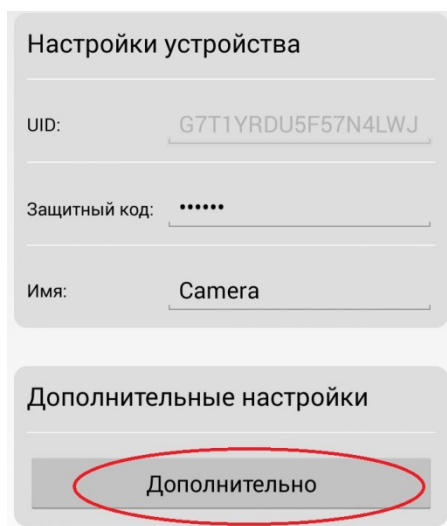 Настройки устройства
UID: G7T1YRDU5F57N4LWJ
Защитный код: ••••••
Имя: Camera
Дополнительные настройки
Дополнительно